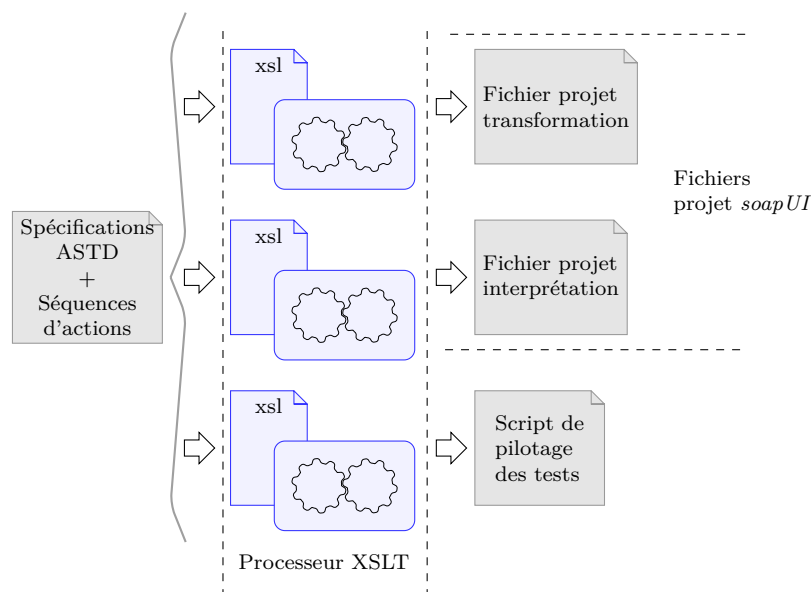 xsl
Fichier projet
transformation
Fichiers
projet soapUI
Spécifications
ASTD
+
Séquences
d'actions
xsl
Fichier projet
interprétation
xsl
Script de
pilotage
des tests
Processeur XSLT